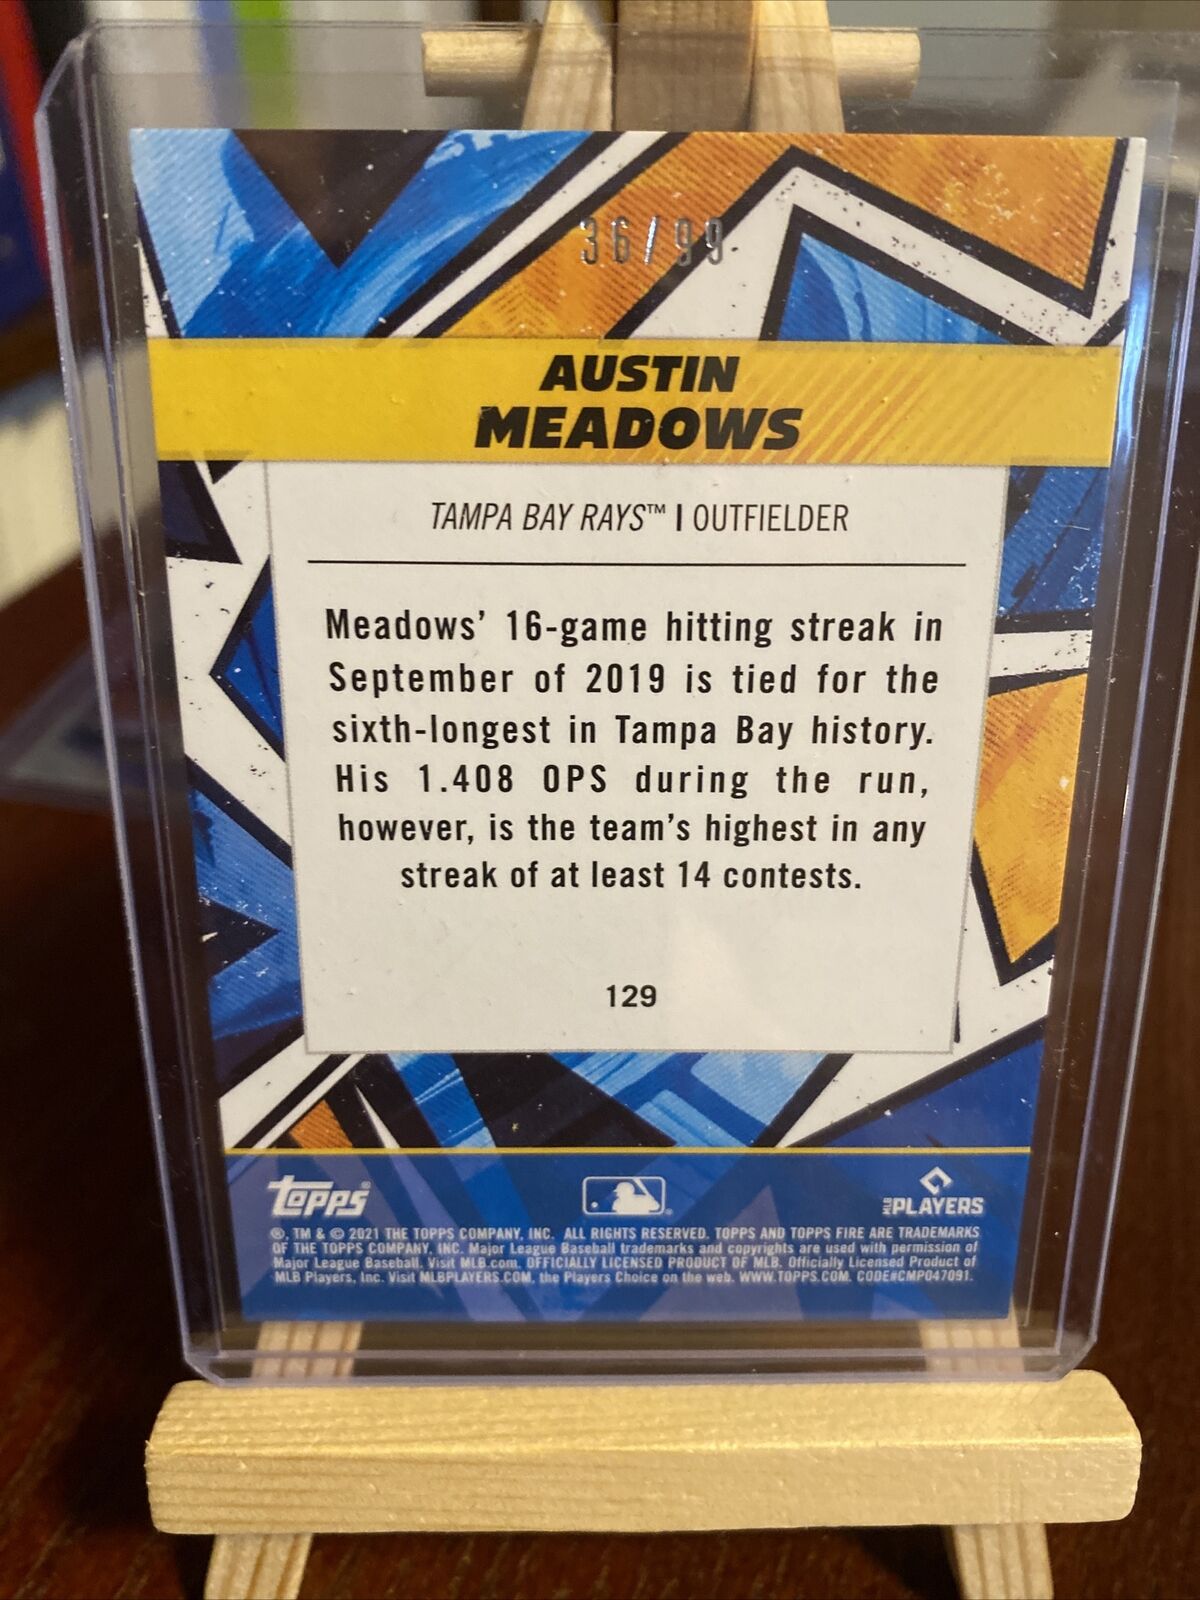 36/99
AUSTIN
MEADOWS
TAMPA BAY RAYS™ | OUTFIELDER
Meadows' 16-game hitting streak in
September of 2019 is tied for the
sixth-longest in Tampa Bay history.
His 1.408 OPS during the run,
however, is the team's highest in any
streak of at least 14 contests.
129
topps®
MLB PLAYERS
®, TM & © 2021 THE TOPPS COMPANY, INC. ALL RIGHTS RESERVED. TOPPS AND TOPPS FIRE ARE TRADEMARKS
OF THE TOPPS COMPANY, INC. Major League Baseball trademarks and copyrights are used with permission of
Major League Baseball. Visit MLB.com. OFFICIALLY LICENSED PRODUCT OF MLB. Officially Licensed Product of
MLB Players, Inc. Visit MLBPLAYERS.COM, the Players Choice on the web. WWW.TOPPS.COM. CODE#CMP047091.